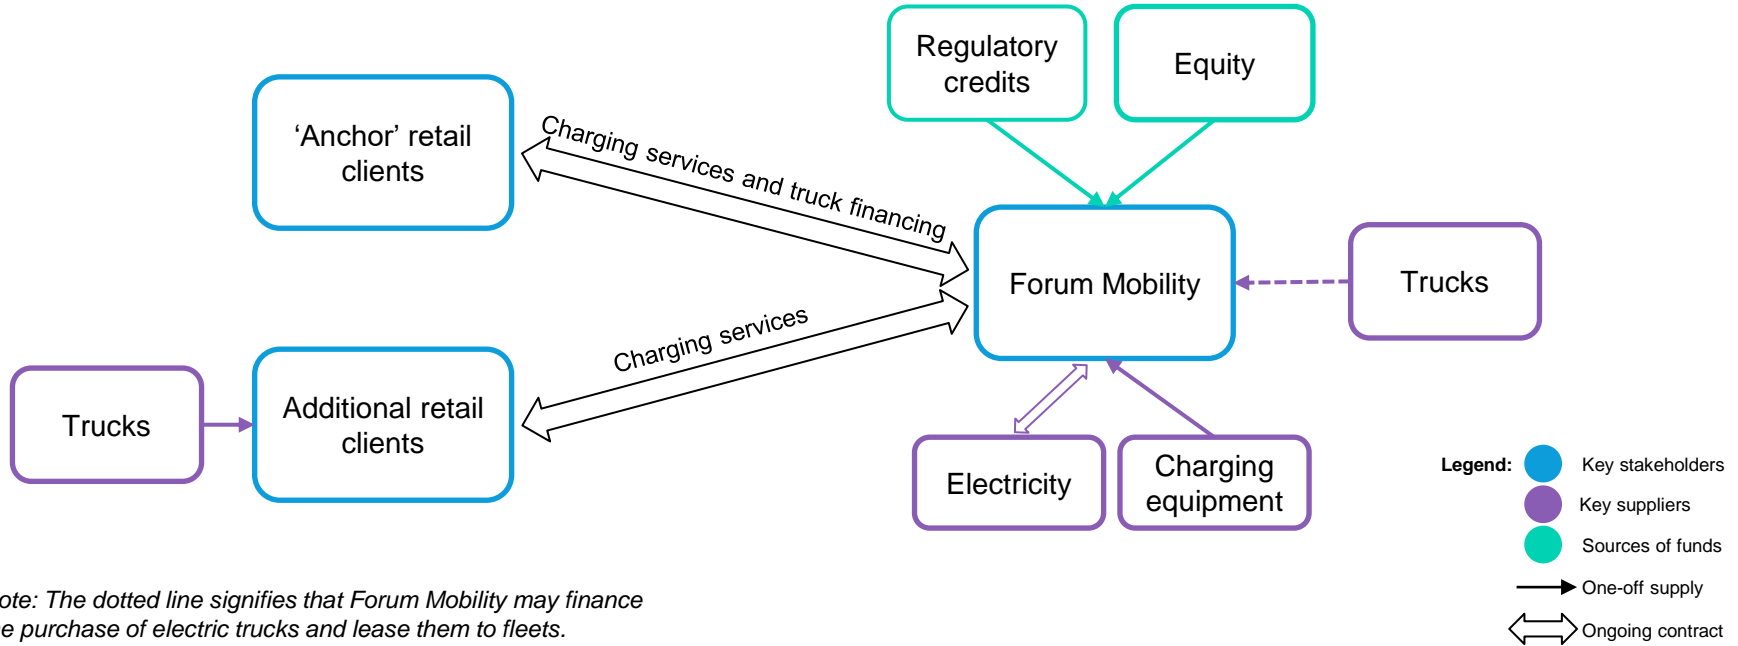 Regulatory
credits
Equity
‘Anchor’ retail
clients
Charging services and truck financing
Forum Mobility
Trucks
Charging services
Trucks
Additional retail
clients
Electricity
Charging
equipment
Legend:
Key stakeholders
Key suppliers
Sources of funds
One-off supply
Ongoing contract
ote: The dotted line signifies that Forum Mobility may finance
e purchase of electric trucks and lease them to fleets.